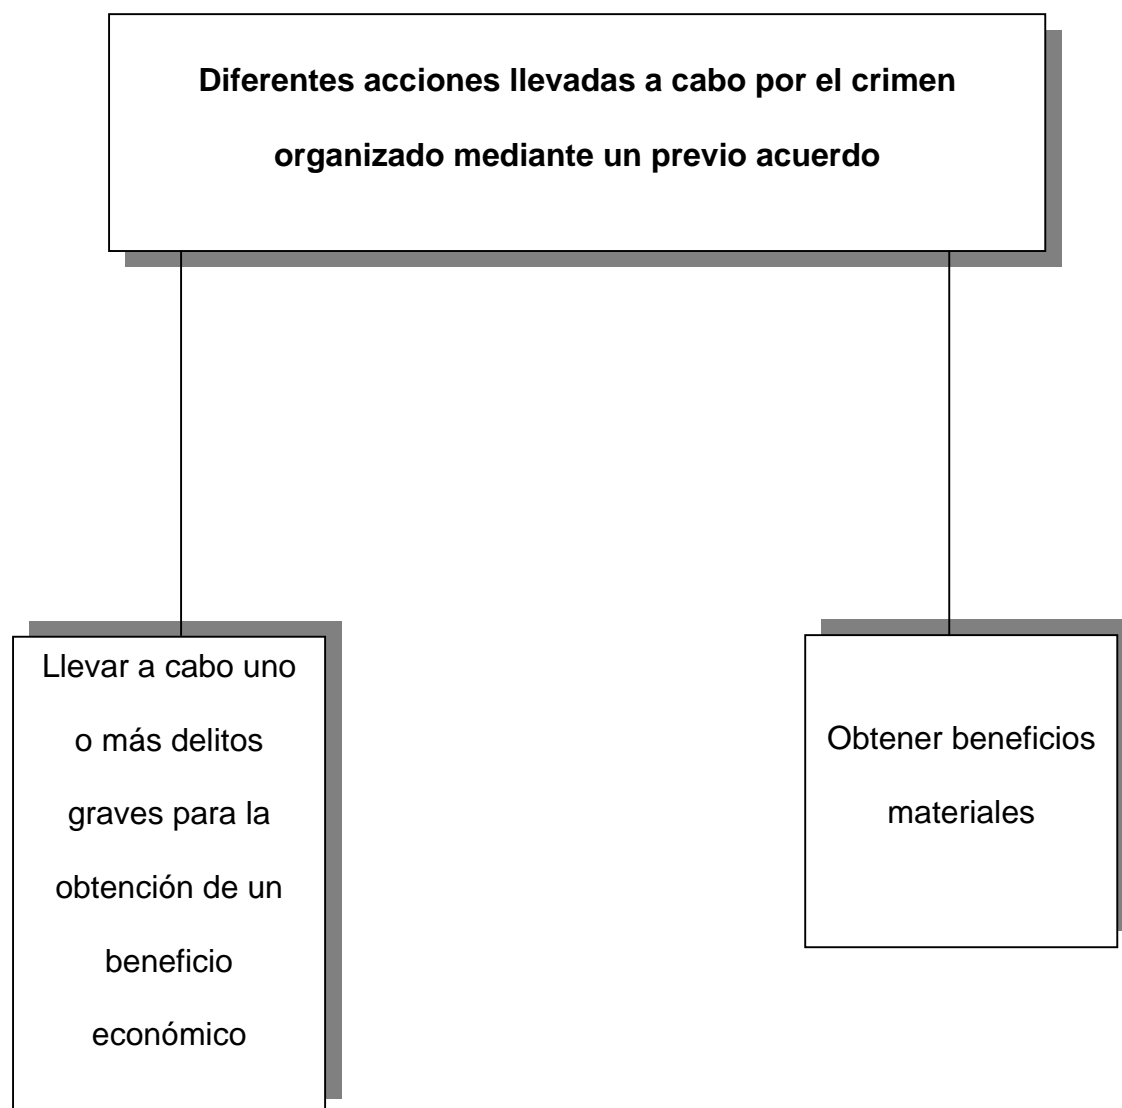 Diferentes acciones llevadas a cabo por el crimen
organizado mediante un previo acuerdo
Llevar a cabo uno
o más delitos
graves para la
obtención de un
beneficio
económico
Obtener beneficios
materiales